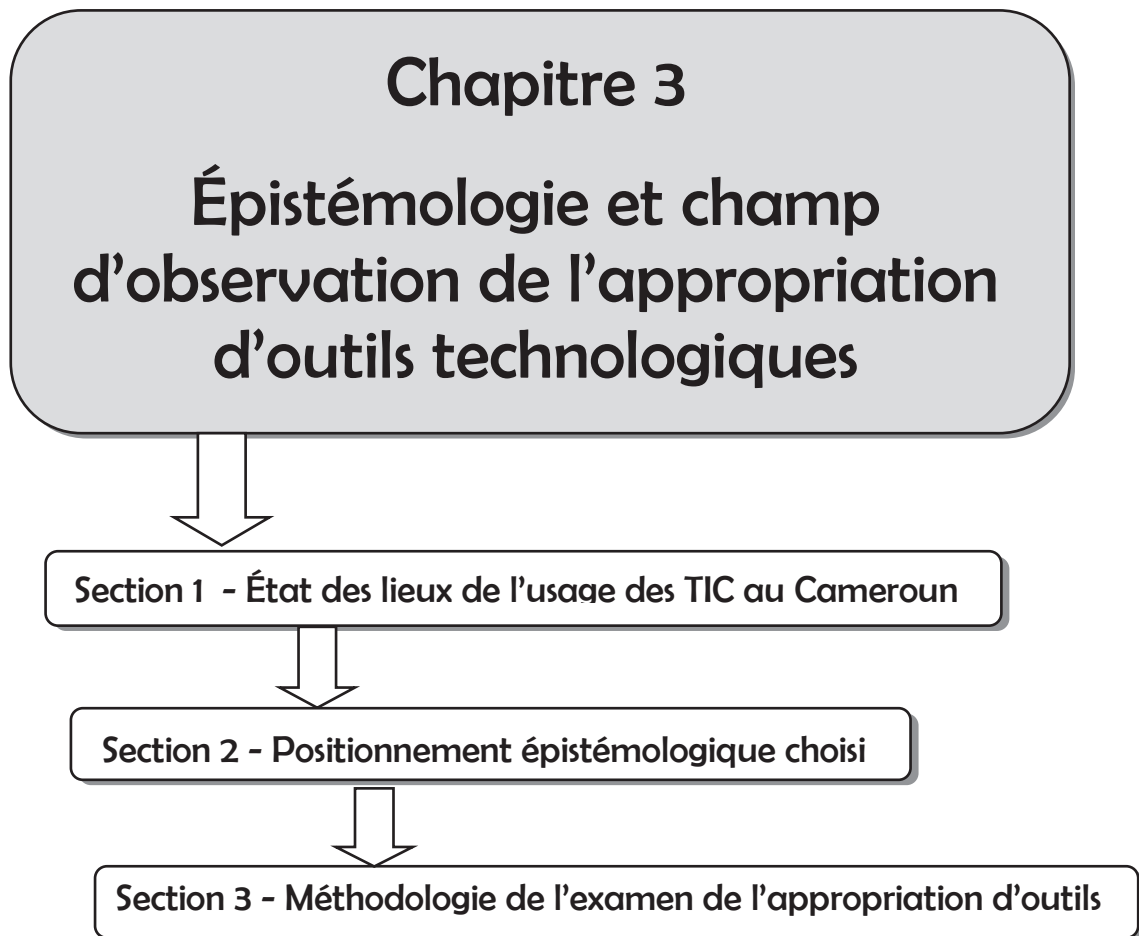 Chapitre 3
Épistémologie et champ
d’observation de l’appropriation
d’outils technologiques
Section 1 - État des lieux de l’usage des TIC au Cameroun
Section 2 - Positionnement épistémologique choisi
Section 3 - Méthodologie de l’examen de l’appropriation d’outils